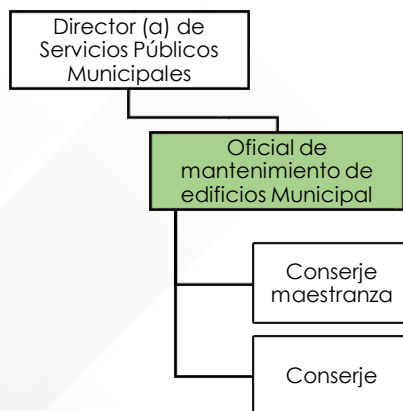 Director (a) de
Servicios Públicos
Municipales
Oficial de
mantenimiento de
edificios Municipal
Conserje
maestranza
Conserje